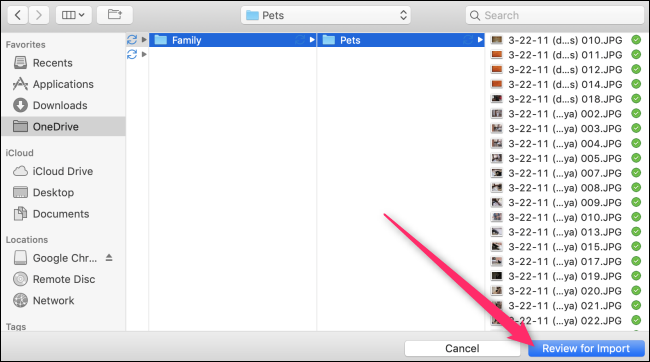 Pets
Search
Favorites
Recents
Applications
Downloads
OneDrive
iCloud
iCloud Drive
Desktop
Documents
Locations
Google Chr...
Remote Disc
Network
Tags
Family
Pets
3-22-11 (d...s) 010.JPG
3-22-11 (d...s) 011.JPG
3-22-11 (d...s) 012.JPG
3-22-11 (d...s) 014.JPG
3-22-11 (d...s) 018.JPG
3-22-11 (...ya) 002.JPG
3-22-11 (...ya) 003.JPG
3-22-11 (...ya) 004.JPG
3-22-11 (...ya) 005.JPG
3-22-11 (...ya) 007.JPG
3-22-11 (...ya) 008.JPG
3-22-11 (...ya) 009.JPG
3-22-11 (...ya) 010.JPG
3-22-11 (...ya) 013.JPG
3-22-11 (...ya) 015.JPG
3-22-11 (...ya) 017.JPG
3-22-11 (...ya) 019.JPG
3-22-11 (...ya) 020.JPG
3-22-11 (...ya) 021.JPG
3-22-11 (...ya) 022.JPG
Cancel
Review for Import